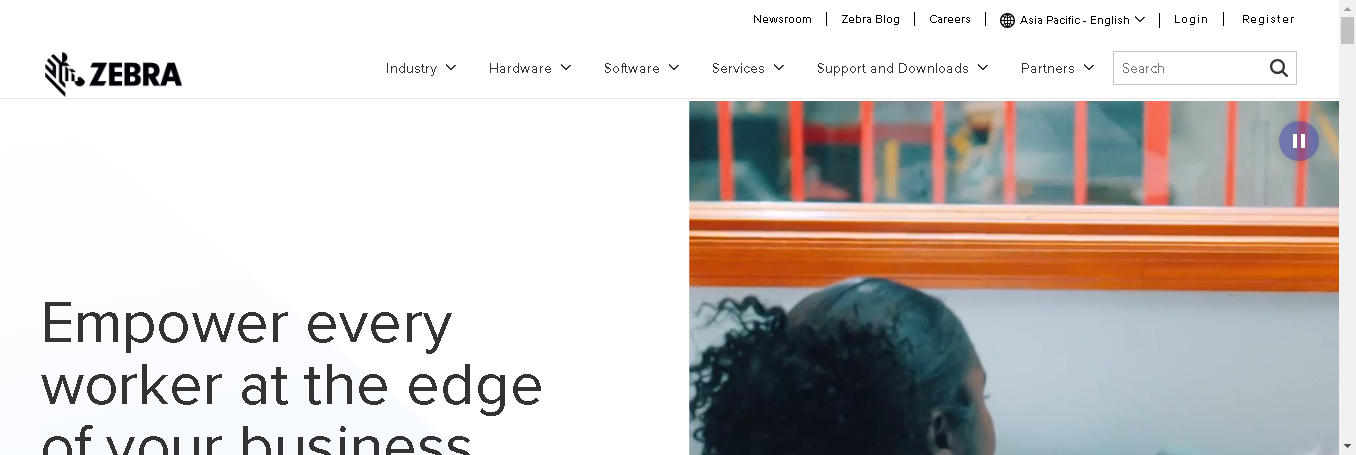 Newsroom Zebra Blog Careers Asia Pacific - English Login Register
ZEBRA Industry Hardware Software Services Support and Downloads Partners Search
Empower every
worker at the edge
of your business